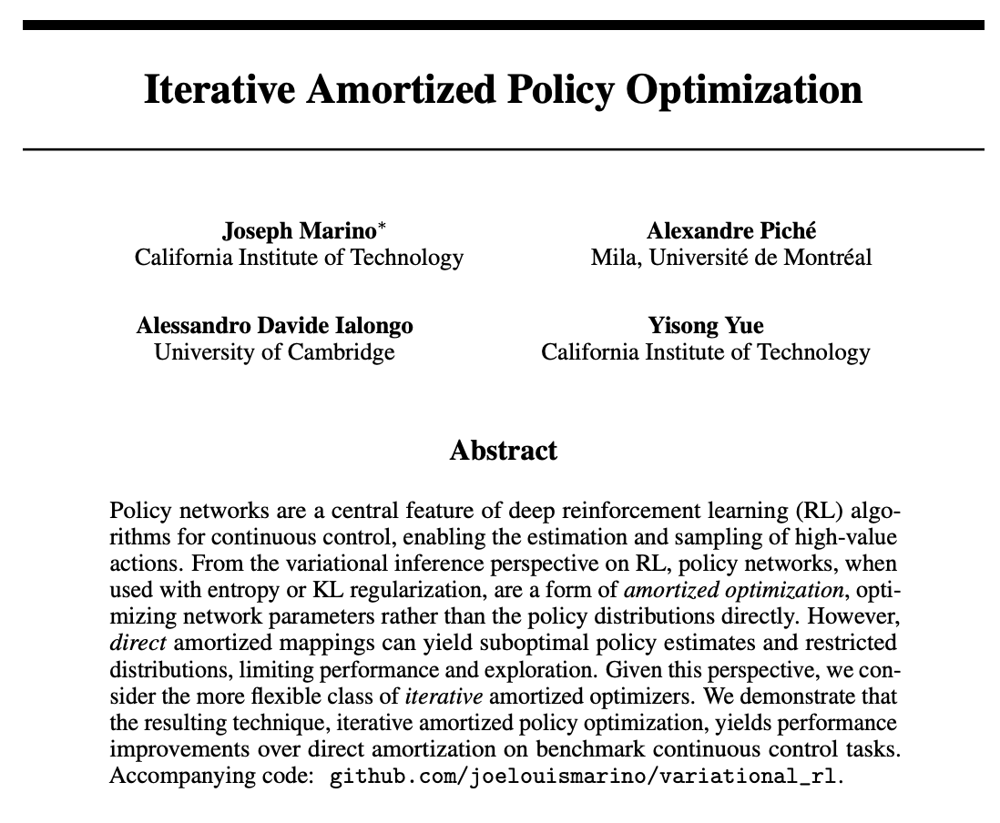 Iterative Amortized Policy Optimization
Joseph Marino*
California Institute of Technology
Alexandre Piché
Mila, Université de Montréal
Alessandro Davide Ialongo
University of Cambridge
Yisong Yue
California Institute of Technology
Abstract
Policy networks are a central feature of deep reinforcement learning (RL) algo-
rithms for continuous control, enabling the estimation and sampling of high-value
actions. From the variational inference perspective on RL, policy networks, when
used with entropy or KL regularization, are a form of amortized optimization, opti-
mizing network parameters rather than the policy distributions directly. However,
direct amortized mappings can yield suboptimal policy estimates and restricted
distributions, limiting performance and exploration. Given this perspective, we con-
sider the more flexible class of iterative amortized optimizers. We demonstrate that
the resulting technique, iterative amortized policy optimization, yields performance
improvements over direct amortization on benchmark continuous control tasks.
Accompanying code: github.com/joelouismarino/variational_rl.